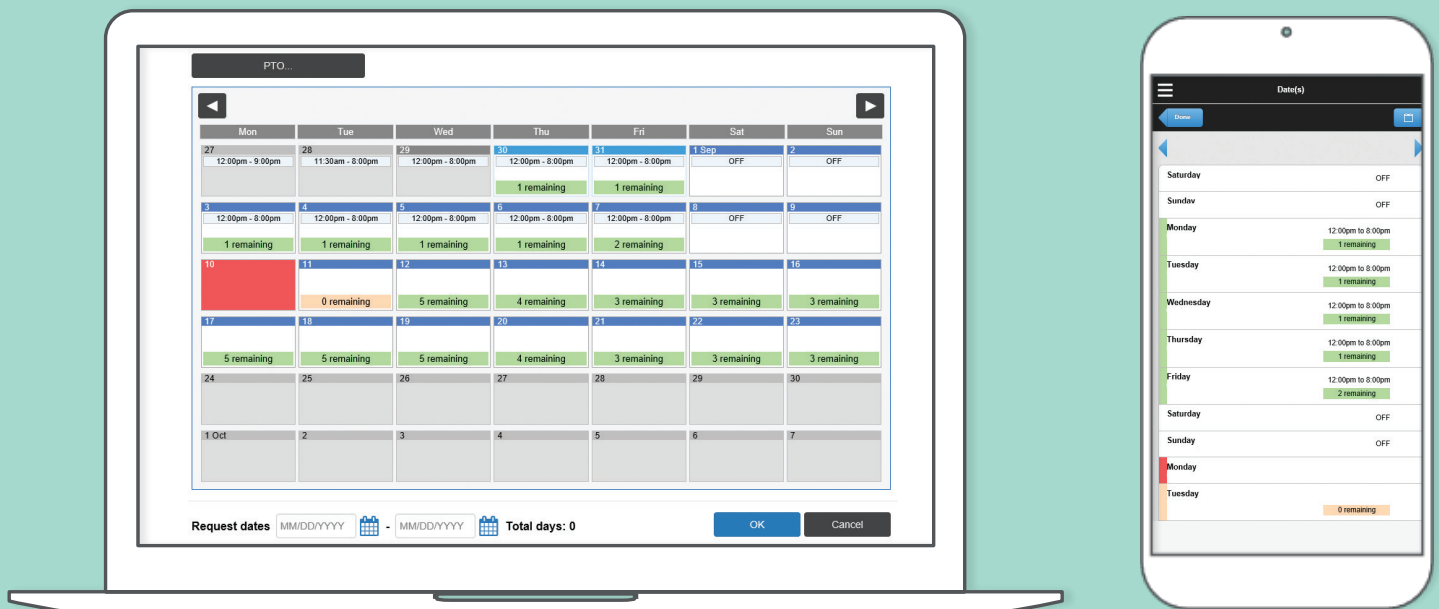 PTO...
Mon Tue Wed Thu Fri Sat Sun
27 28 29 30 31 1 Sep 2
12:00pm - 9:00pm 11:30am - 8:00pm 12:00pm - 8:00pm 12:00pm - 8:00pm 12:00pm - 8:00pm OFF OFF
1 remaining 1 remaining
3 4 5 6 7 8 9
12:00pm - 8:00pm 12:00pm - 8:00pm 12:00pm - 8:00pm 12:00pm - 8:00pm 12:00pm - 8:00pm OFF OFF
1 remaining 1 remaining 1 remaining 1 remaining 2 remaining
10 11 12 13 14 15 16
0 remaining 5 remaining 4 remaining 3 remaining 3 remaining 3 remaining
17 18 19 20 21 22 23
5 remaining 5 remaining 5 remaining 4 remaining 3 remaining 3 remaining 3 remaining
24 25 26 27 28 29 30
1 Oct 2 3 4 5 6 7
Request dates MM/DD/YYYY - MM/DD/YYYY Total days: 0 OK Cancel
Date(s)
Done
Saturday OFF
Sunday OFF
Monday 12:00pm to 8:00pm
1 remaining
Tuesday 12:00pm to 8:00pm
1 remaining
Wednesday 12:00pm to 8:00pm
1 remaining
Thursday 12:00pm to 8:00pm
1 remaining
Friday 12:00pm to 8:00pm
2 remaining
Saturday OFF
Sunday OFF
Monday
Tuesday
0 remaining